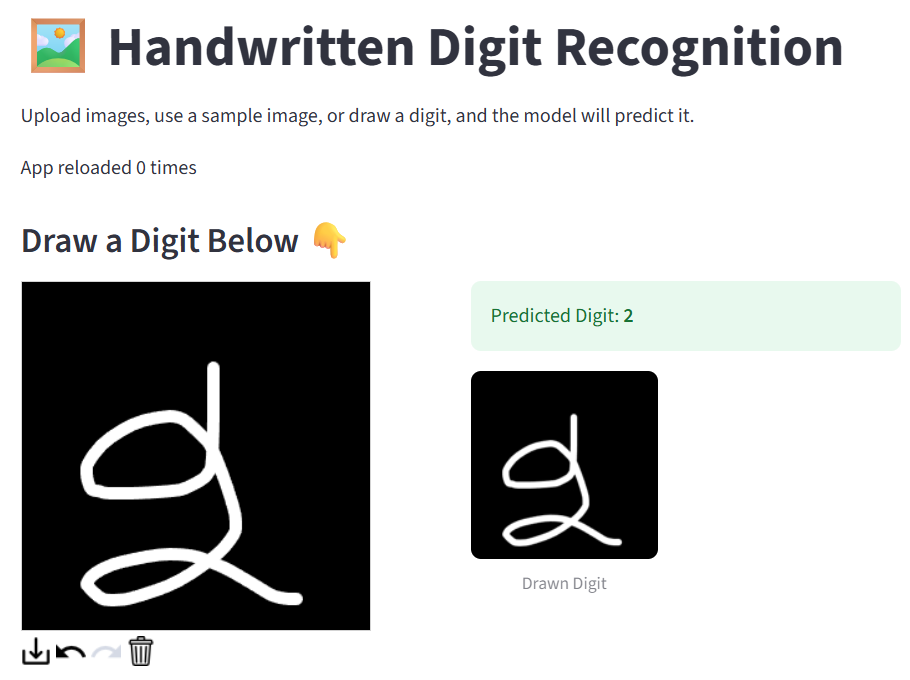 Handwritten Digit Recognition
Upload images, use a sample image, or draw a digit, and the model will predict it.
App reloaded 0 times
Draw a Digit Below
Predicted Digit: 2
Drawn Digit